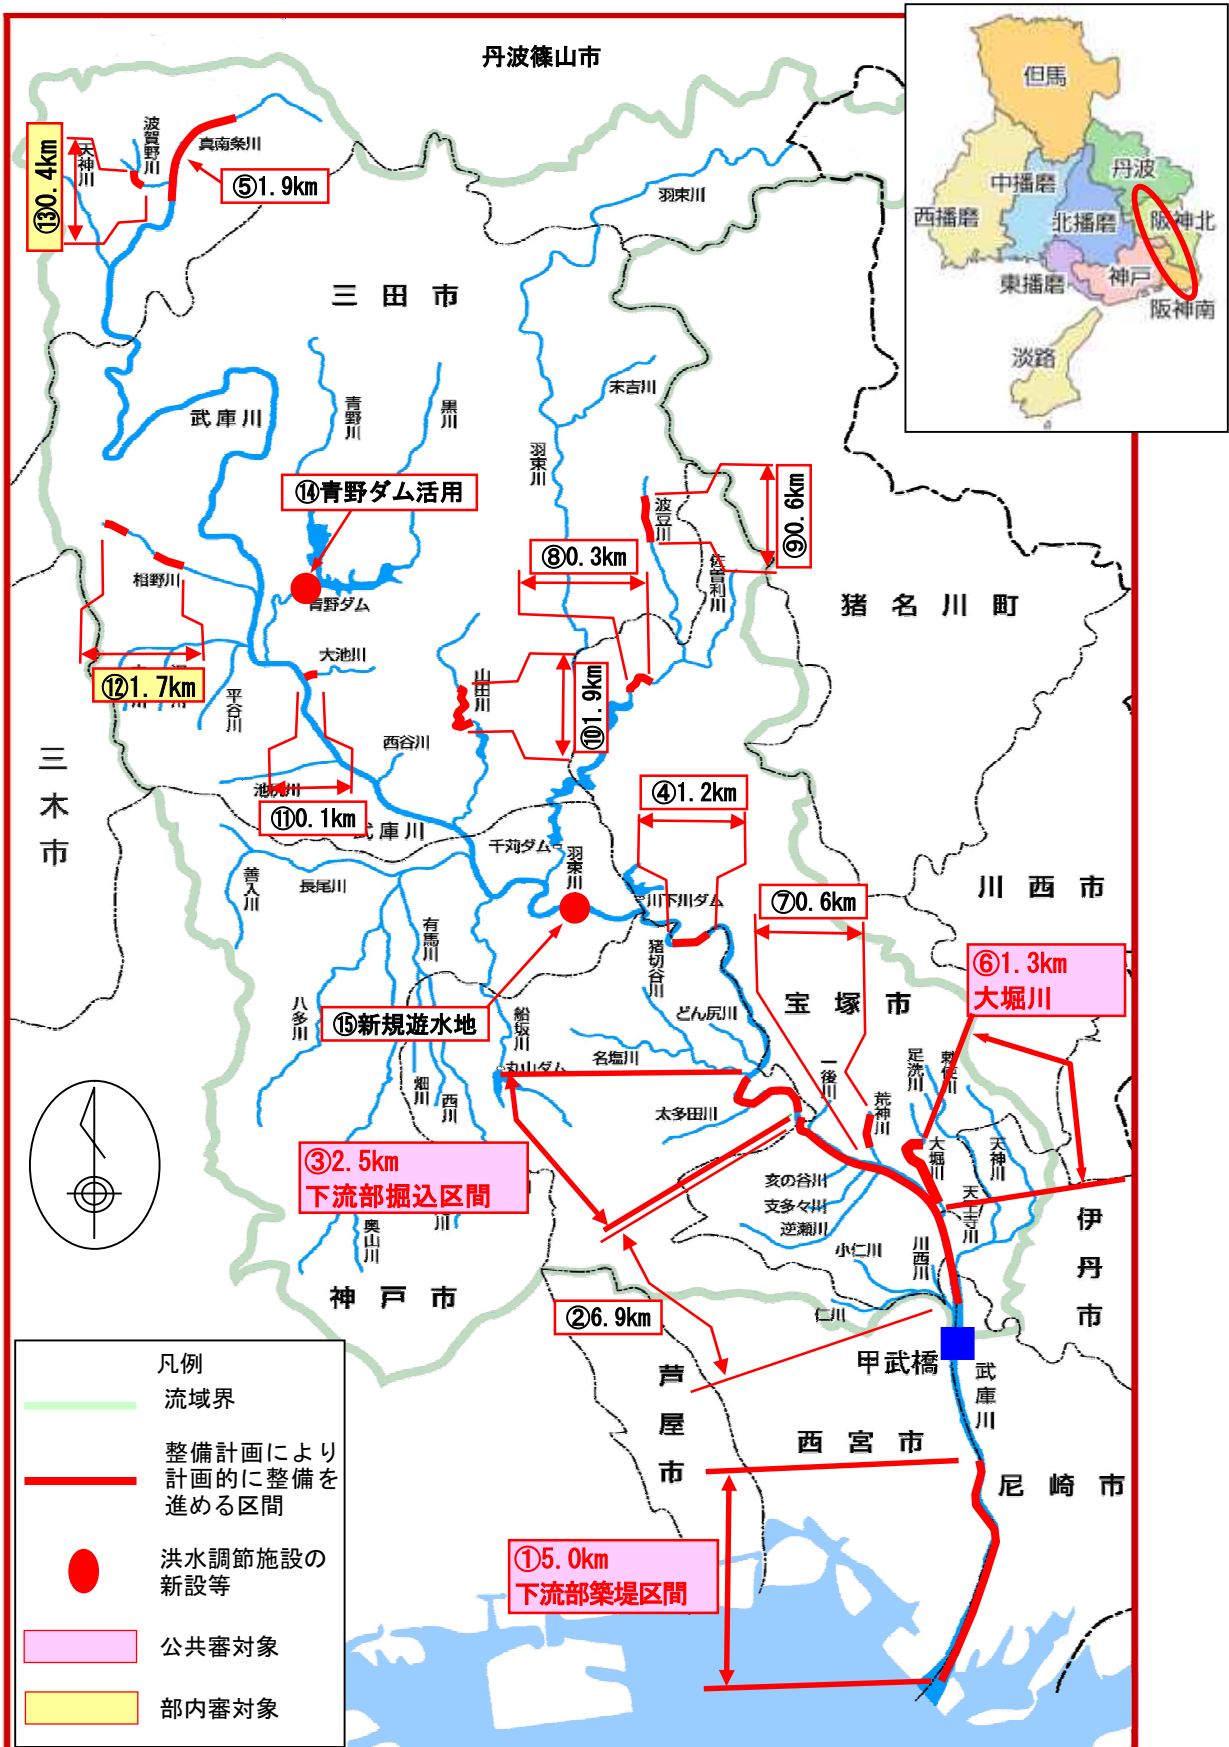 丹波篠山市
但馬
丹波
中播磨
西播磨
北播磨
阪神北
東播磨
神戸
阪神南
淡路
波賀野川
天神川
真南条川
⑬0.4km
⑤1.9km
羽束川
三田市
末吉川
武庫川
青野川
黒川
羽束川
⑭青野ダム活用
波豆川
⑨0.6km
⑧0.3km
佐曽利川
相野川
青野ダム
猪名川町
大池川
⑫1.7km
平谷川
山田川
⑩1.9km
西谷川
三木市
池尻川
⑪0.1km
武庫川
④1.2km
千苅ダム
羽束川
川下川ダム
善入川
長尾川
川西市
⑦0.6km
有馬川
猪切谷川
⑥1.3km
大堀川
宝塚市
八多川
⑮新規遊水地
船坂川
どん尻川
名塩川
丸山ダム
一後川
足洗川
勅使川
畑川
西川
太多田川
荒神川
大堀川
天神川
③2.5km
下流部掘込区間
亥の谷川
支多々川
逆瀬川
天王寺川
伊丹市
奥山川
川
小仁川
川西川
神戸市
②6.9km
仁川
甲武橋
武庫川
芦屋市
西宮市
尼崎市
①5.0km
下流部築堤区間
凡例
流域界
整備計画により
計画的に整備を
進める区間
洪水調節施設の
新設等
公共審対象
部内審対象